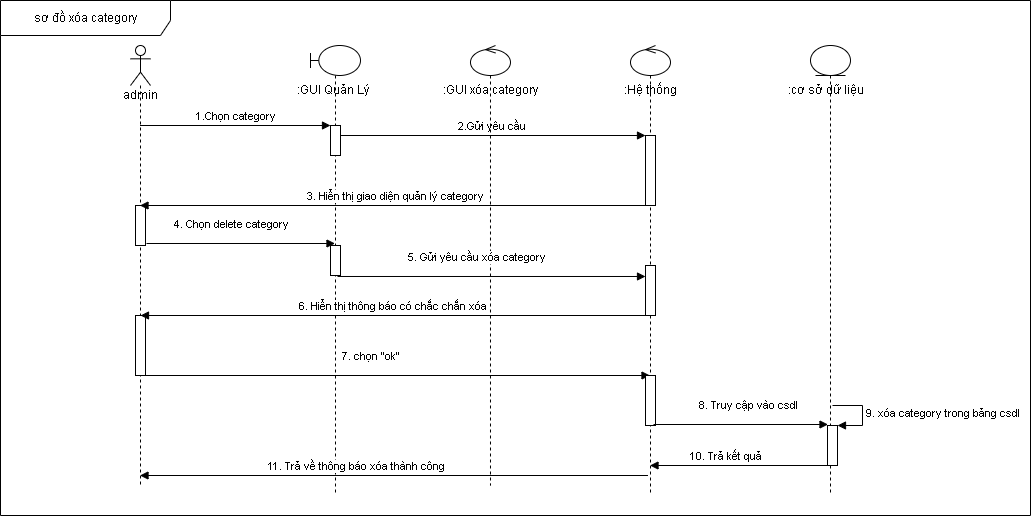 sơ đồ xóa category
admin
:GUI Quản Lý
:GUI xóa category
:Hệ thống
:cơ sở dữ liệu
1.Chọn category
2.Gửi yêu cầu
3. Hiển thị giao diện quản lý category
4. Chọn delete category
5. Gửi yêu cầu xóa category
6. Hiển thị thông báo có chắc chắn xóa
7. chọn "ok"
8. Truy cập vào csdl
9. xóa category trong bảng csdl
10. Trả kết quả
11. Trả về thông báo xóa thành công